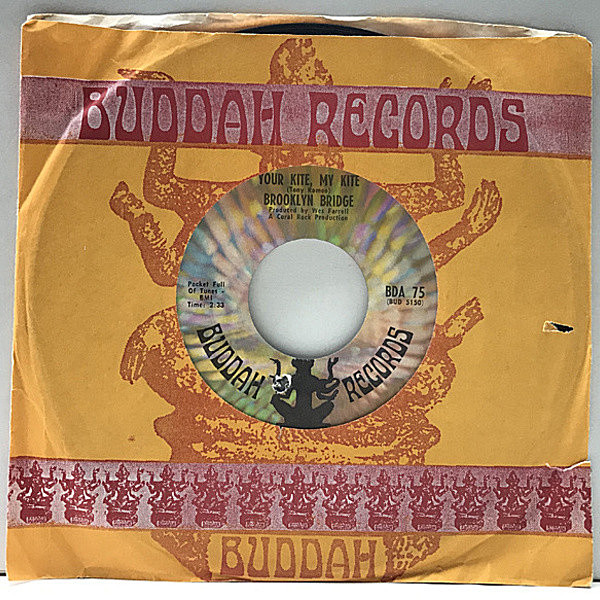 BUDDAH RECORDS
YOUR KITE, MY KITE
(Tony Romeo)
BROOKLYN BRIDGE
Produced by Wes Farrell
A Coral Rock Production
Pocket Full
Of Tunes -
BMI
Time: 2:33
BDA 75
(BUD 5150)
BUDDAH RECORDS
BUDDAH